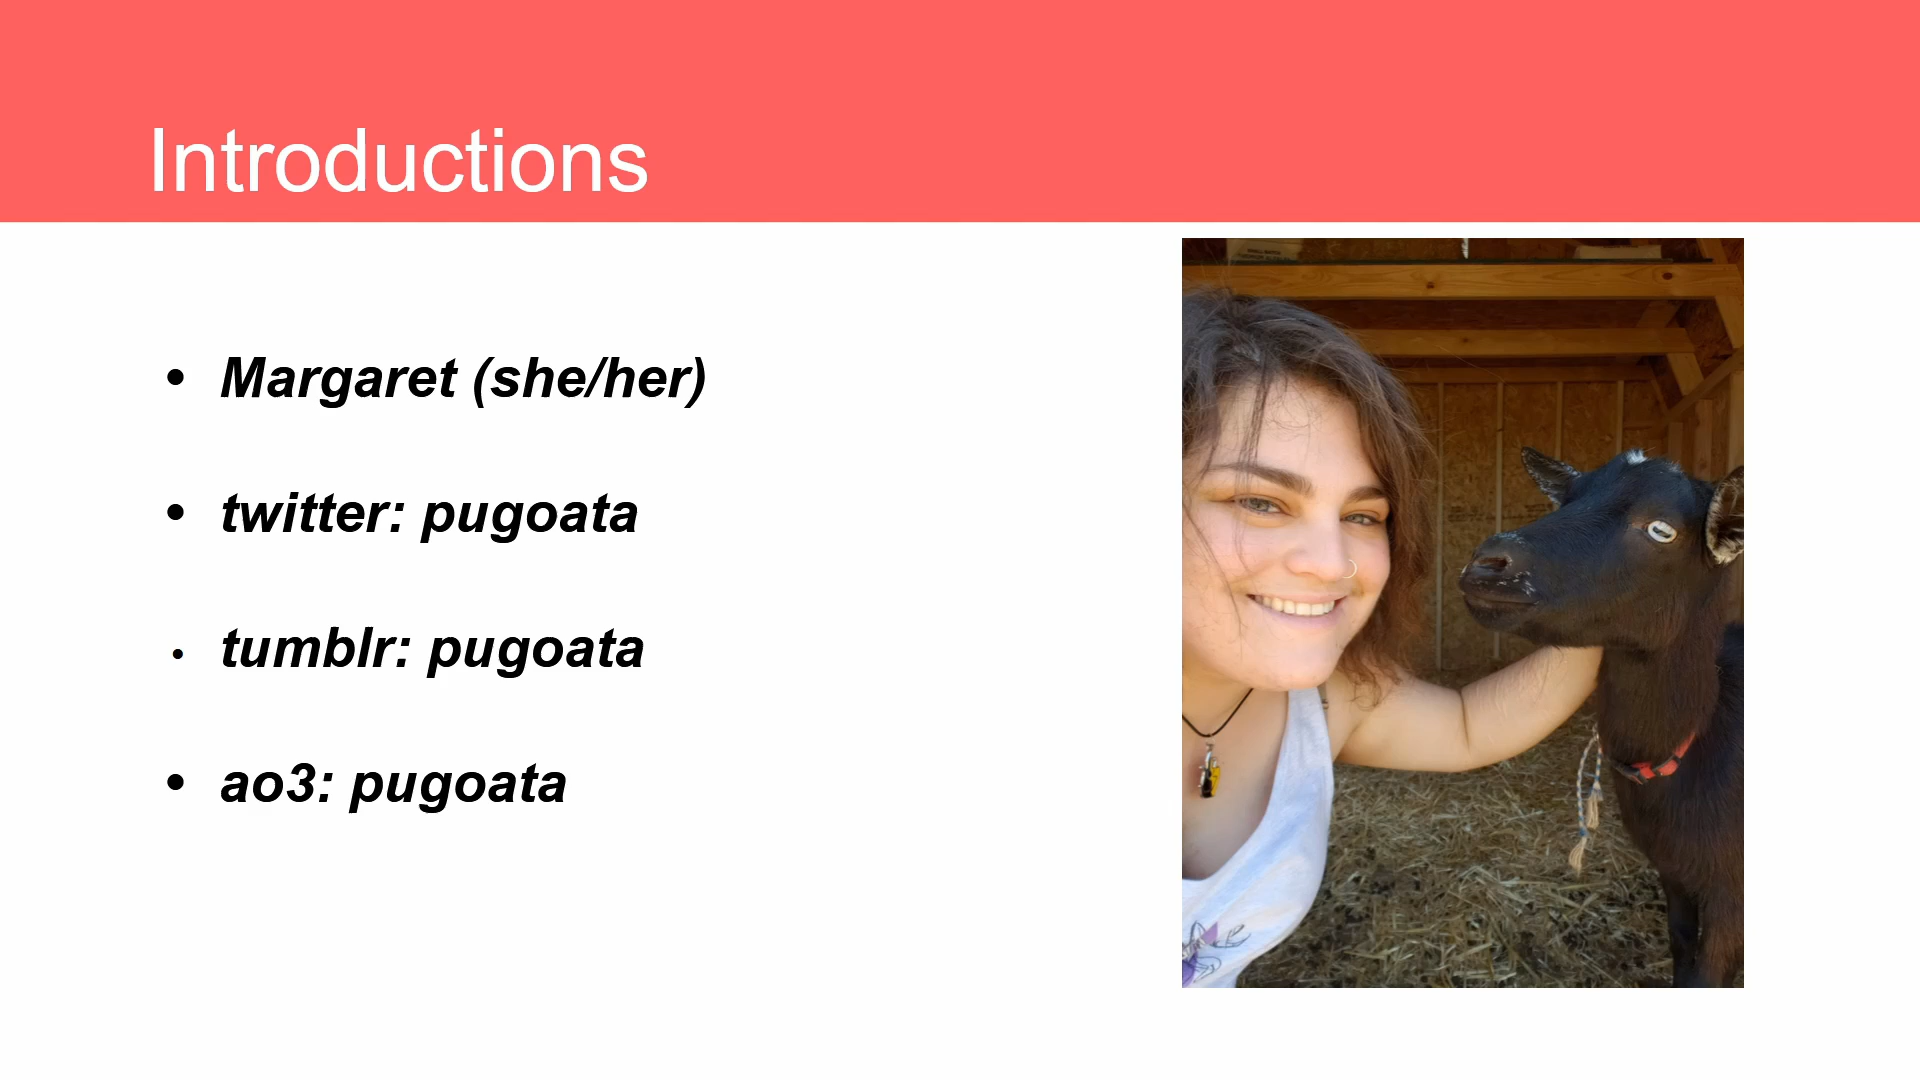 Introductions
• Margaret (she/her)
• twitter: pugoata
• tumblr: pugoata
• ao3: pugoata